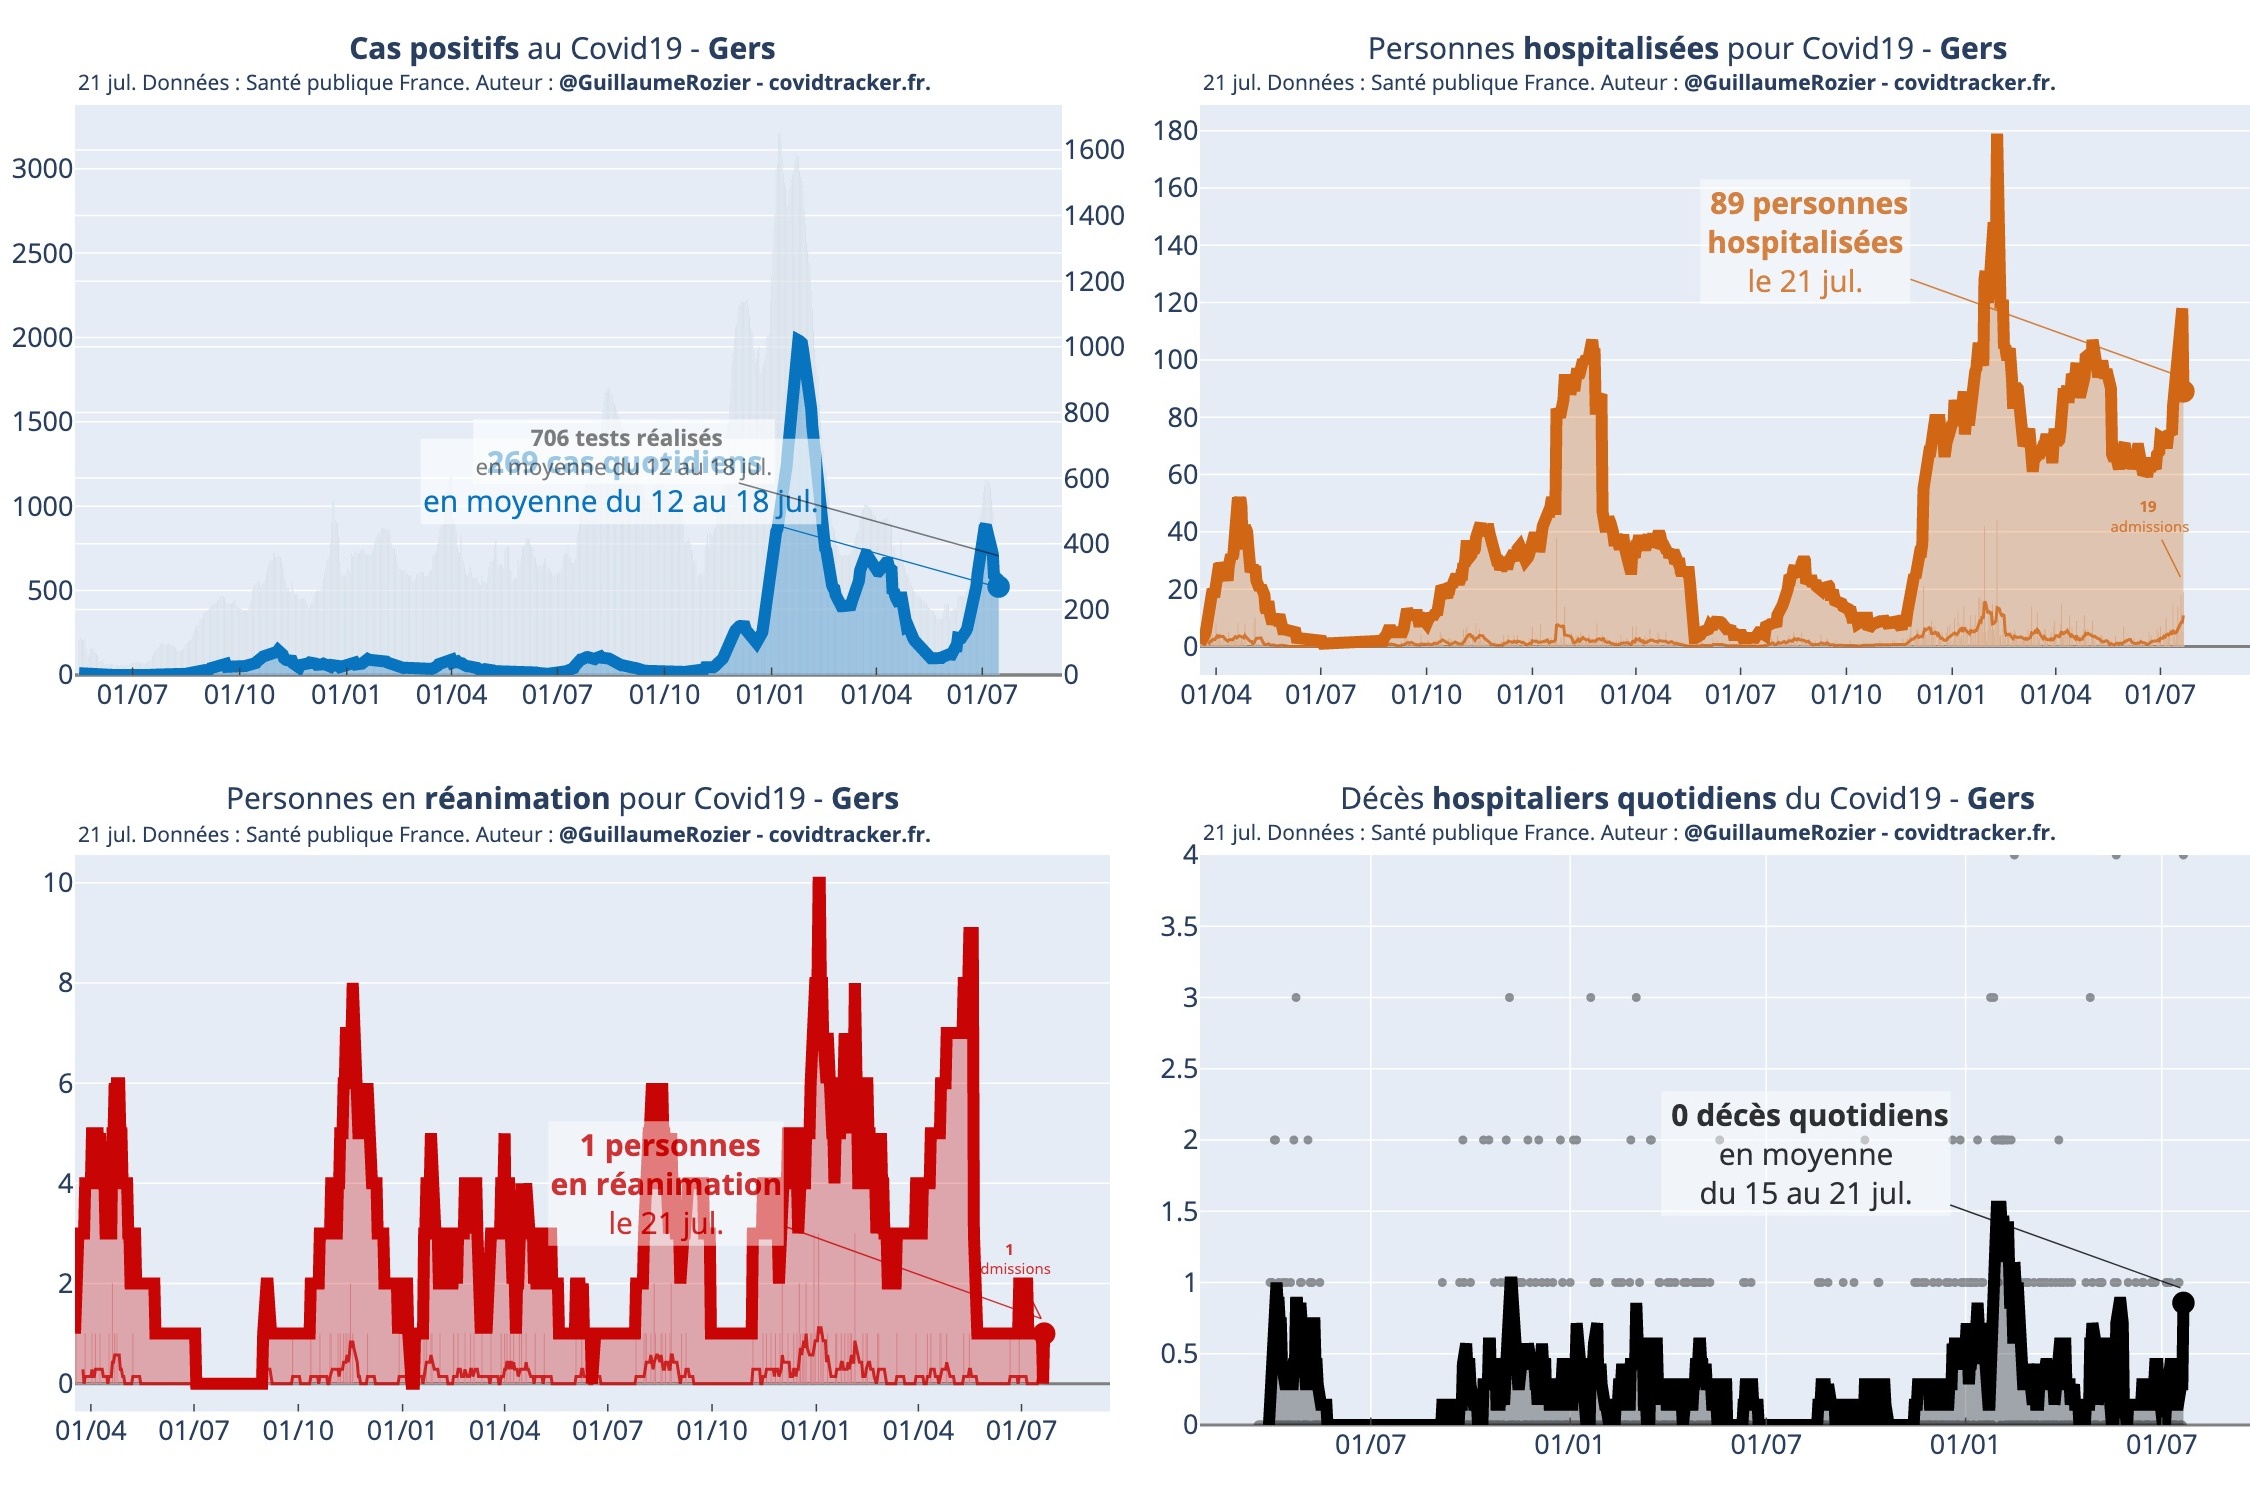 Cas positifs au Covid19 - Gers
21 jul. Données : Santé publique France. Auteur : @GuillaumeRozier - covidtracker.fr.
3000
2500
2000
1500
1000
500
0
1600
1400
1200
1000
800
600
400
200
0
706 tests réalisés
en moyenne du 12 au 18 jul.
269 cas quotidiens
en moyenne du 12 au 18 jul.
01/07 01/10 01/01 01/04 01/07 01/10 01/01 01/04 01/07
Personnes hospitalisées pour Covid19 - Gers
21 jul. Données : Santé publique France. Auteur : @GuillaumeRozier - covidtracker.fr.
180
160
140
120
100
80
60
40
20
0
89 personnes
hospitalisées
le 21 jul.
19
admissions
01/04 01/07 01/10 01/01 01/04 01/07 01/10 01/01 01/04 01/07
Personnes en réanimation pour Covid19 - Gers
21 jul. Données : Santé publique France. Auteur : @GuillaumeRozier - covidtracker.fr.
10
8
6
4
2
0
1 personnes
en réanimation
le 21 jul.
1
dmissions
01/04 01/07 01/10 01/01 01/04 01/07 01/10 01/01 01/04 01/07
Décès hospitaliers quotidiens du Covid19 - Gers
21 jul. Données : Santé publique France. Auteur : @GuillaumeRozier - covidtracker.fr.
4
3.5
3
2.5
2
1.5
1
0.5
0
0 décès quotidiens
en moyenne
du 15 au 21 jul.
01/07 01/01 01/07 01/01 01/07